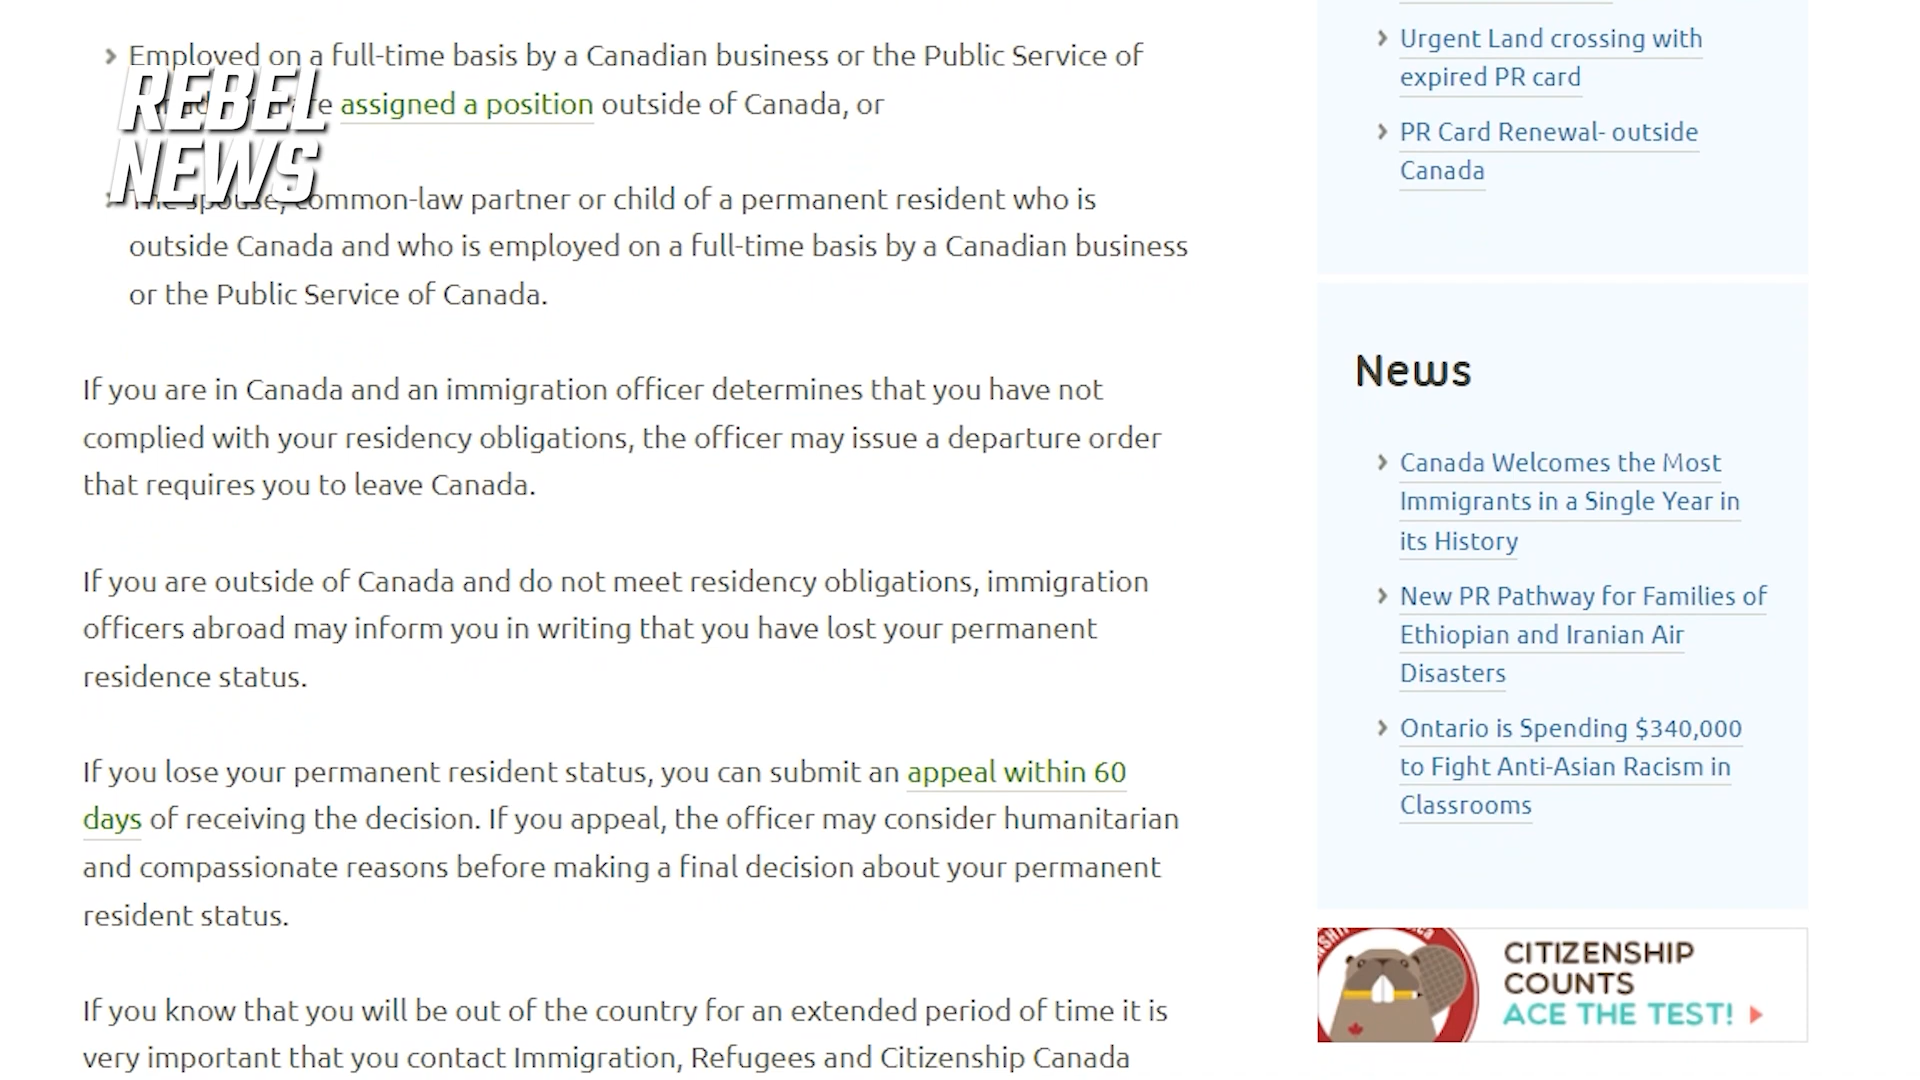 Employed on a full-time basis by a Canadian business or the Public Service of
are assigned a position outside of Canada, or
REBEL
NEWS
The spouse, common-law partner or child of a permanent resident who is
outside Canada and who is employed on a full-time basis by a Canadian business
or the Public Service of Canada.
If you are in Canada and an immigration officer determines that you have not
complied with your residency obligations, the officer may issue a departure order
that requires you to leave Canada.
If you are outside of Canada and do not meet residency obligations, immigration
officers abroad may inform you in writing that you have lost your permanent
residence status.
If you lose your permanent resident status, you can submit an appeal within 60
days of receiving the decision. If you appeal, the officer may consider humanitarian
and compassionate reasons before making a final decision about your permanent
resident status.
If you know that you will be out of the country for an extended period of time it is
very important that you contact Immigration, Refugees and Citizenship Canada
Urgent Land crossing with
expired PR card
PR Card Renewal- outside
Canada
News
Canada Welcomes the Most
Immigrants in a Single Year in
its History
New PR Pathway for Families of
Ethiopian and Iranian Air
Disasters
Ontario is Spending $340,000
to Fight Anti-Asian Racism in
Classrooms
CITIZENSHIP
COUNTS
ACE THE TEST!